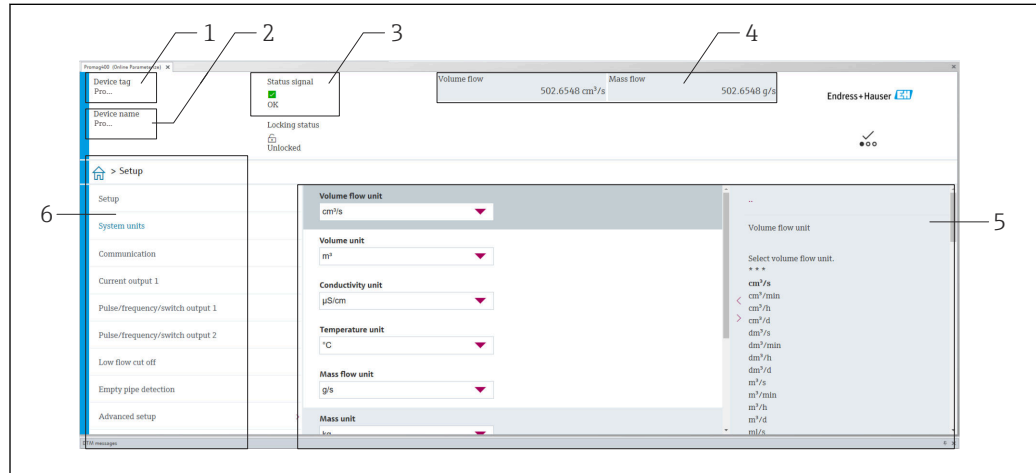 1
2
3
4
Promag400 (Online Parameterize) X
x
Device tag
Pro...
Status signal
OK
Volume flow
502.6548 cm³/s
Mass flow
502.6548 g/s
Endress+Hauser EH
Device name
Pro...
Locking status
Unlocked
> Setup
6
5
Setup
System units
Communication
Current output 1
Pulse/frequency/switch output 1
Pulse/frequency/switch output 2
Low flow cut off
Empty pipe detection
Advanced setup
Volume flow unit
cm³/s
Volume unit
m³
Conductivity unit
µS/cm
Temperature unit
°C
Mass flow unit
g/s
Mass unit
kg
..
Volume flow unit
Select volume flow unit.
* * *
cm³/s
cm³/min
cm³/h
cm³/d
dm³/s
dm³/min
dm³/h
dm³/d
m³/s
m³/min
m³/h
m³/d
ml/s
DTM messages